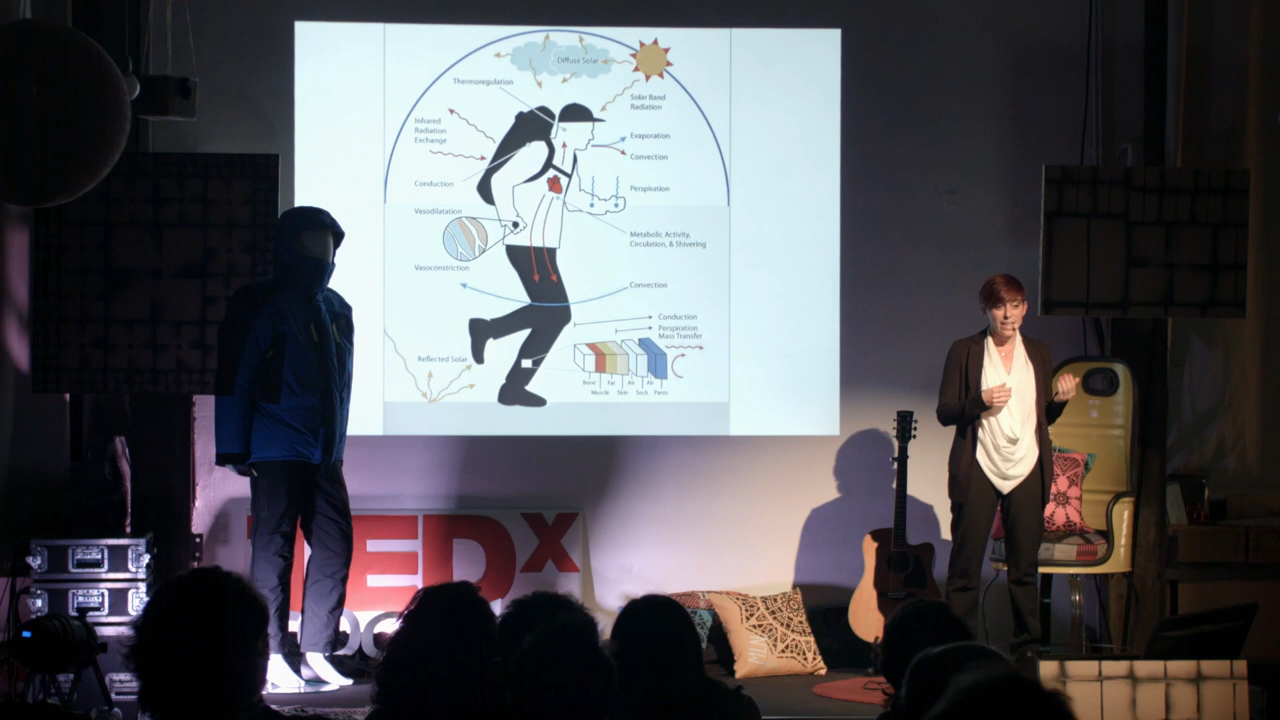 Diffuse Solar
Thermoregulation
Solar Band
Radiation
Infrared
Radiation
Exchange
Evaporation
Convection
Conduction
Perspiration
Vasodilatation
Metabolic Activity,
Circulation, & Shivering
Vasoconstriction
Convection
Conduction
Perspiration
Mass Transfer
Reflected Solar
Bone Fat Air Air
Muscle Skin Sock Pants
TEDx